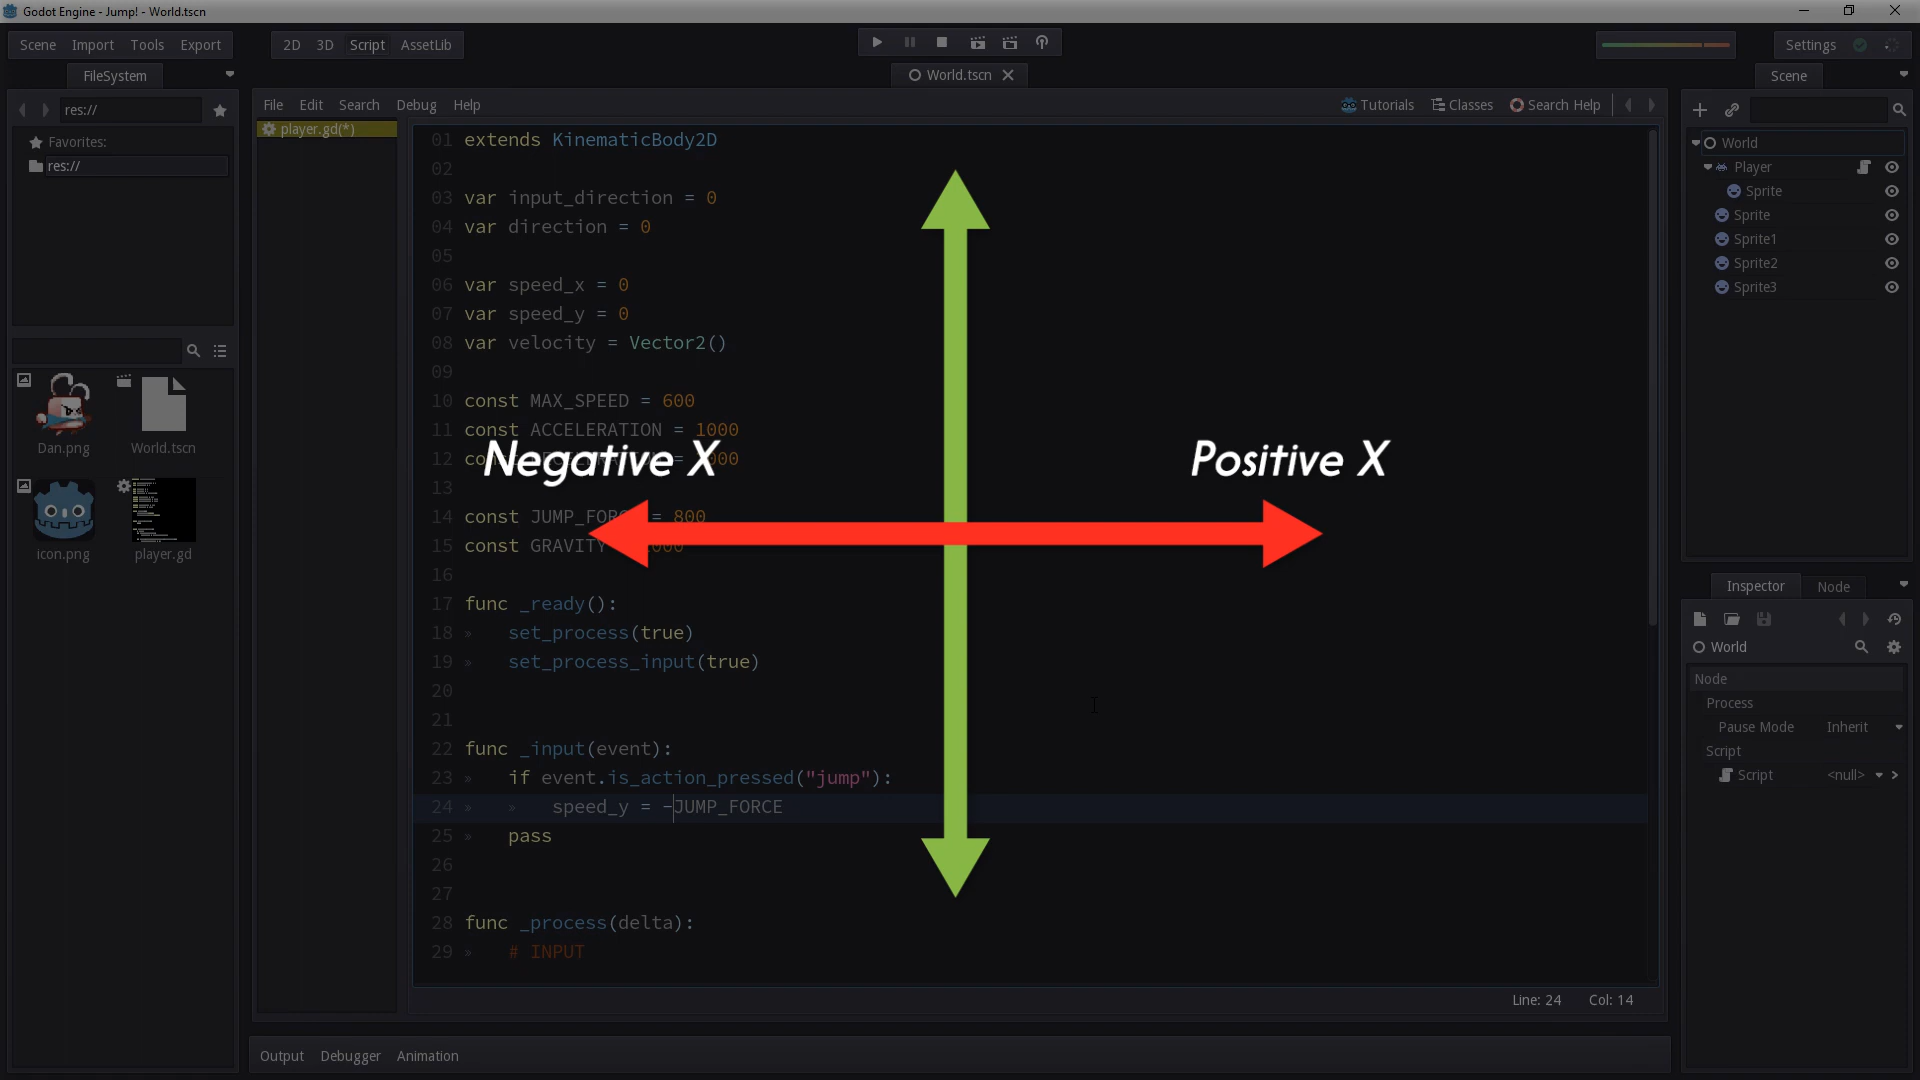 Godot Engine - Jump! - World.tscn
Scene Import Tools Export
2D 3D Script AssetLib
Settings
FileSystem
World.tscn
Scene
res://
File Edit Search Debug Help
Tutorials Classes Search Help
Favorites:
res://
player.gd(*)
Dan.png
World.tscn
icon.png
player.gd
01 extends KinematicBody2D
02
03 var input_direction = 0
04 var direction = 0
05
06 var speed_x = 0
07 var speed_y = 0
08 var velocity = Vector2()
09
10 const MAX_SPEED = 600
11 const ACCELERATION = 1000
12 =
13
14 const = 800
15 const GRAVITY
16
17 func _ready():
18 » set_process(true)
19 » set_process_input(true)
20
21
22 func _input(event):
23 » if event.is_action_pressed("jump"):
24 » » speed_y = -JUMP_FORCE
25 » pass
26
27
28 func _process(delta):
29 » # INPUT
Negative X
Positive X
Line: 24 Col: 14
Output Debugger Animation
World
Player
Sprite
Sprite
Sprite1
Sprite2
Sprite3
Inspector Node
World
Node
Process
Pause Mode Inherit
Script
Script <null>